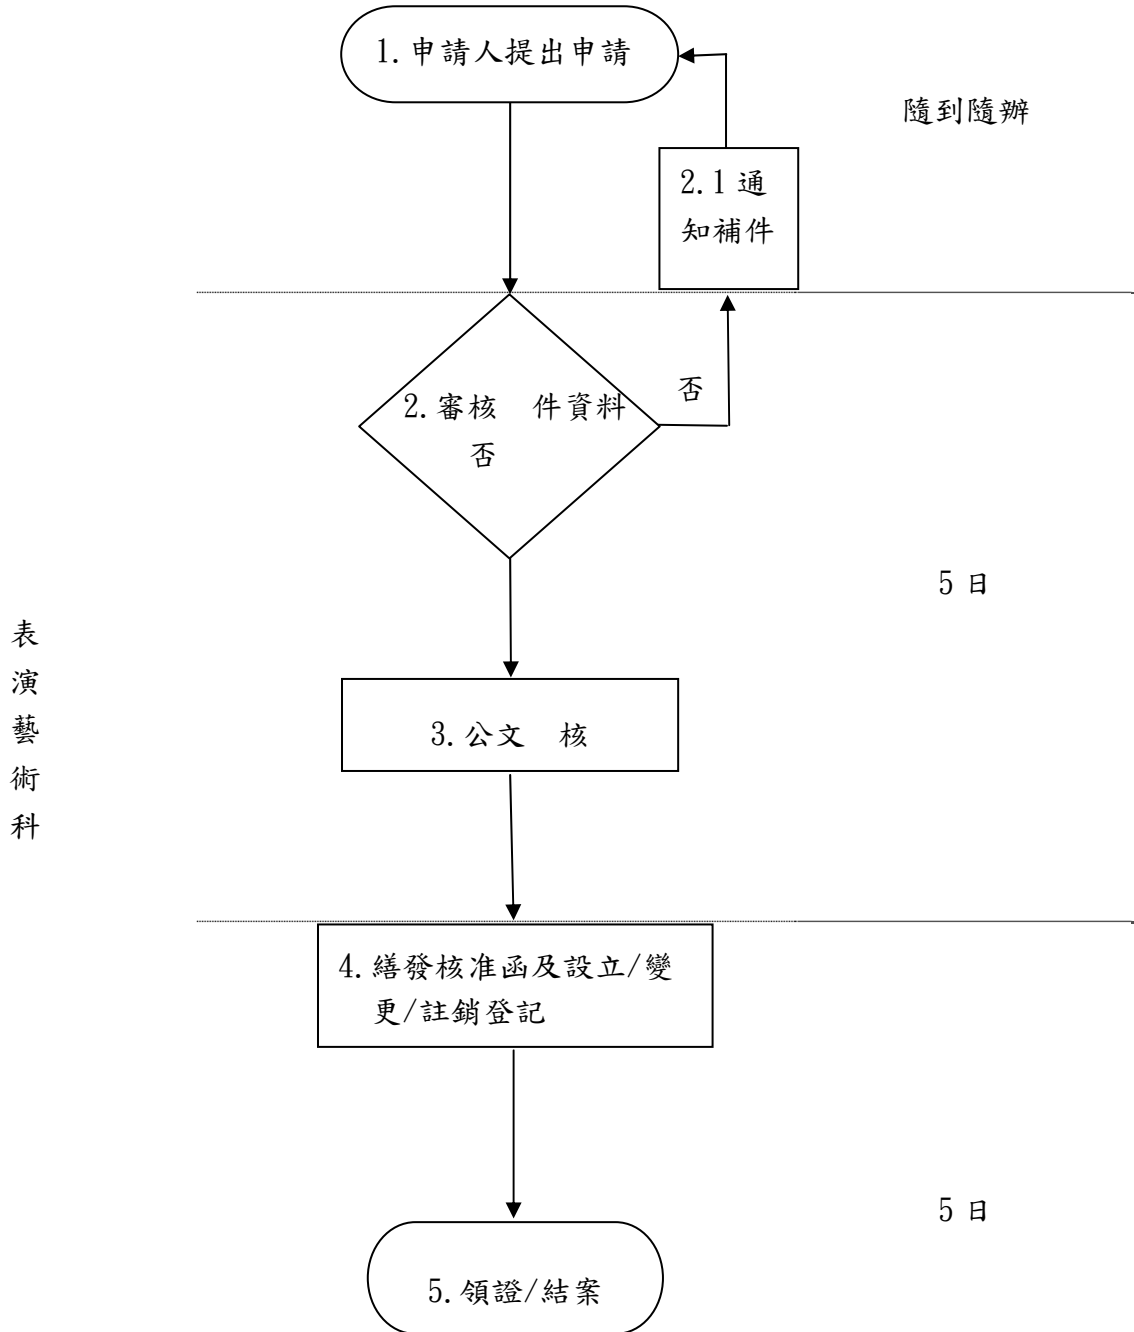 1.申請人提出申請
隨到隨辦
2.1 通
知補件
2.審核 件資料
否
否
5 日
表
演
藝
術
科
3.公文 核
4.繕發核准函及設立/變
更/註銷登記
5 日
5.領證/結案